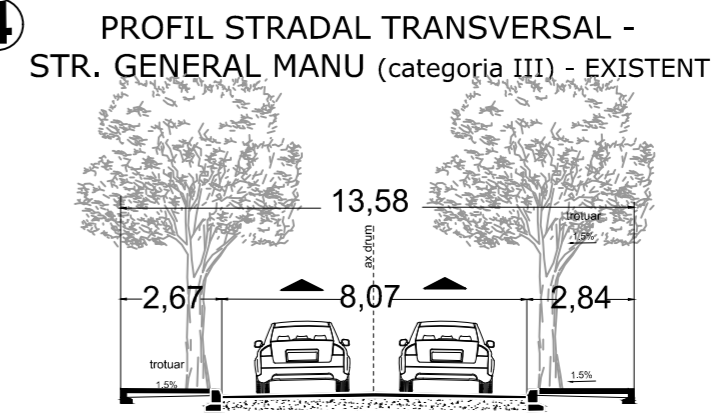 4
PROFIL STRADAL TRANSVERSAL -
STR. GENERAL MANU (categoria III) - EXISTENT
13,58
trotuar
1.5%
ax drum
2,67
8,07
2,84
trotuar
1.5%
1.5%